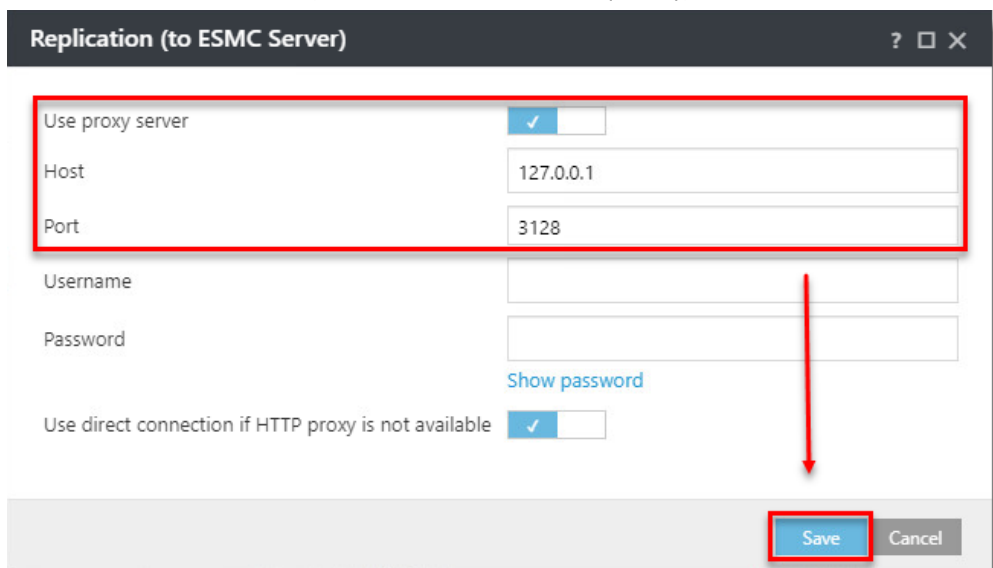 Replication (to ESMC Server) ?
Use proxy server
Host 127.0.0.1
Port 3128
Username
Password
Show password
Use direct connection if HTTP proxy is not available
Save Cancel